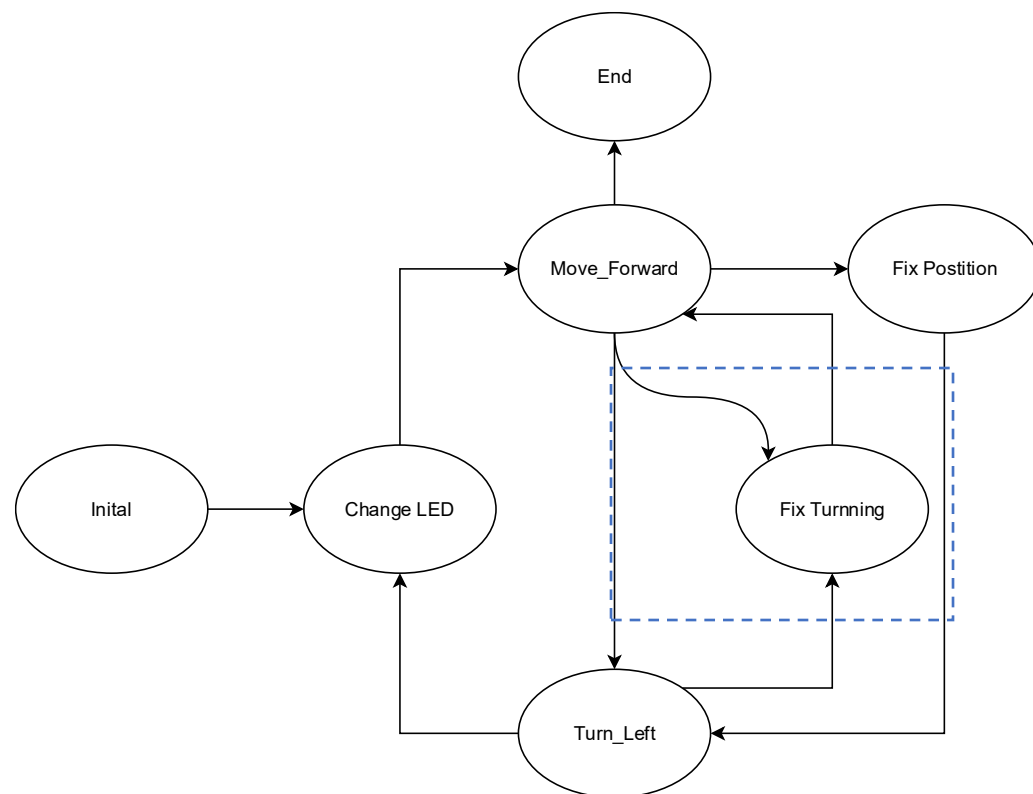 End
Move_Forward
Fix Postition
Inital
Change LED
Fix Turnning
Turn_Left